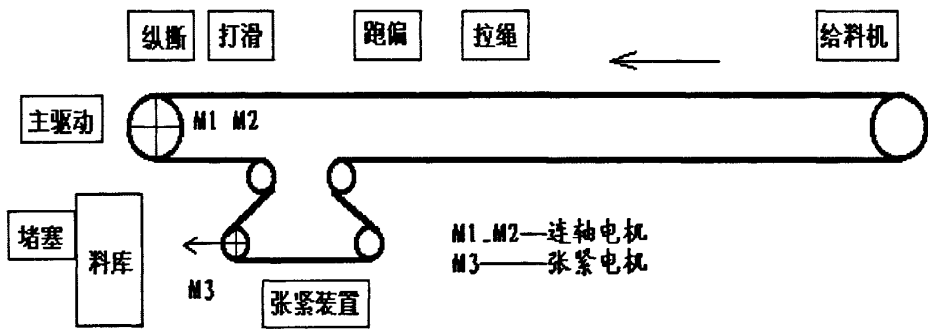 纵撕 打滑 跑偏 拉绳 给料机
主驱动 M1 M2
堵塞 料库 M3 张紧装置
M1_M2—连轴电机
M3——张紧电机